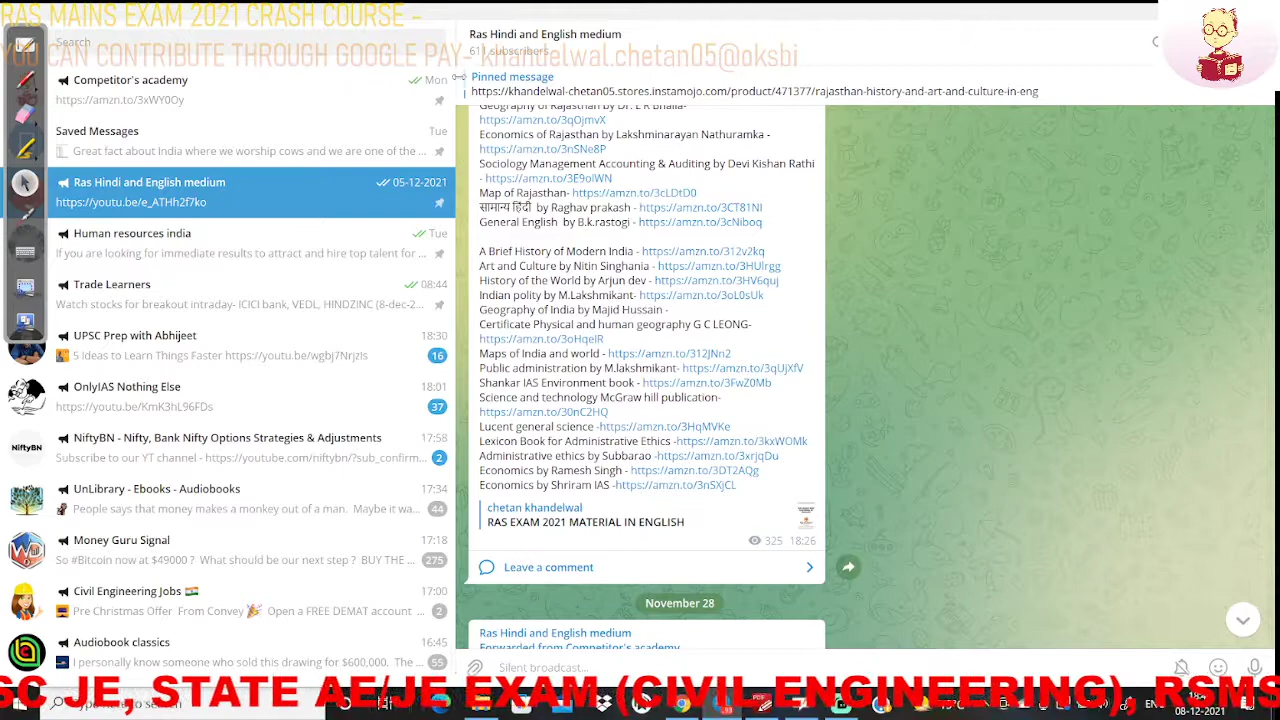 RAS MAINS EXAM 2021 CRASH COURSE -
YOU CAN CONTRIBUTE THROUGH GOOGLE PAY- khandelwal.chetan05@oksbi
Search
Competitor's academy
Mon
https://amzn.to/3xWY0Oy
Saved Messages
Tue
Great fact about India where we worship cows and we are one of the ...
Ras Hindi and English medium
05-12-2021
https://youtu.be/e_ATHh2f7ko
Human resources india
Tue
If you are looking for immediate results to attract and hire top talent for ...
Trade Learners
08:44
Watch stocks for breakout intraday- ICICI bank, VEDL, HINDZINC (8-dec-2...
UPSC Prep with Abhijeet
18:30
5 Ideas to Learn Things Faster https://youtu.be/wgbj7NrjzIs
16
OnlyIAS Nothing Else
18:01
https://youtu.be/KmK3hL96FDs
37
NiftyBN
NiftyBN - Nifty, Bank Nifty Options Strategies & Adjustments
17:58
Subscribe to our YT channel - https://youtube.com/niftybn/?sub_confirm...
2
UnLibrary - Ebooks - Audiobooks
17:34
People says that money makes a monkey out of a man. Maybe it wa...
44
Money Guru Signal
17:18
So #Bitcoin now at $49000 ? What should be our next step ? BUY THE ...
275
Civil Engineering Jobs
17:00
Pre Christmas Offer From Convey 🎉 Open a FREE DEMAT account ...
2
Audiobook classics
16:45
I personally know someone who sold this drawing for $600,000. The ...
55
Ras Hindi and English medium
611 subscribers
Pinned message
https://khandelwal-chetan05.stores.instamojo.com/product/471377/rajasthan-history-and-art-and-culture-in-eng
Geography of Rajasthan by Dr. L R Bhalla-
https://amzn.to/3qOjmvX
Economics of Rajasthan by Lakshminarayan Nathuramka -
https://amzn.to/3nSNe8P
Sociology Management Accounting & Auditing by Devi Kishan Rathi
- https://amzn.to/3E9oIWN
Map of Rajasthan- https://amzn.to/3cLDtD0
सामान्य हिंदी by Raghav prakash - https://amzn.to/3CT81NI
General English by B.k.rastogi - https://amzn.to/3cNiboq
A Brief History of Modern India - https://amzn.to/312v2kq
Art and Culture by Nitin Singhania - https://amzn.to/3HUlrgg
History of the World by Arjun dev - https://amzn.to/3HV6quj
Indian polity by M.Lakshmikant- https://amzn.to/3oL0sUk
Geography of India by Majid Hussain -
Certificate Physical and human geography G C LEONG-
https://amzn.to/3oHqelR
Maps of India and world - https://amzn.to/312JNn2
Public administration by M.lakshmikant- https://amzn.to/3qUjXfV
Shankar IAS Environment book - https://amzn.to/3FwZ0Mb
Science and technology McGraw hill publication-
https://amzn.to/30nC2HQ
Lucent general science -https://amzn.to/3HqMVKe
Lexicon Book for Administrative Ethics -https://amzn.to/3kxWOMk
Administrative ethics by Subbarao -https://amzn.to/3xrjqDu
Economics by Ramesh Singh - https://amzn.to/3DT2AQg
Economics by Shriram IAS -https://amzn.to/3nSXjCL
chetan khandelwal
RAS EXAM 2021 MATERIAL IN ENGLISH
325 18:26
Leave a comment
November 28
Ras Hindi and English medium
Forwarded from Competitor's academy
Silent broadcast...
SC JE, STATE AE/JE EXAM (CIVIL ENGINEERING), RSMS
08-12-2021